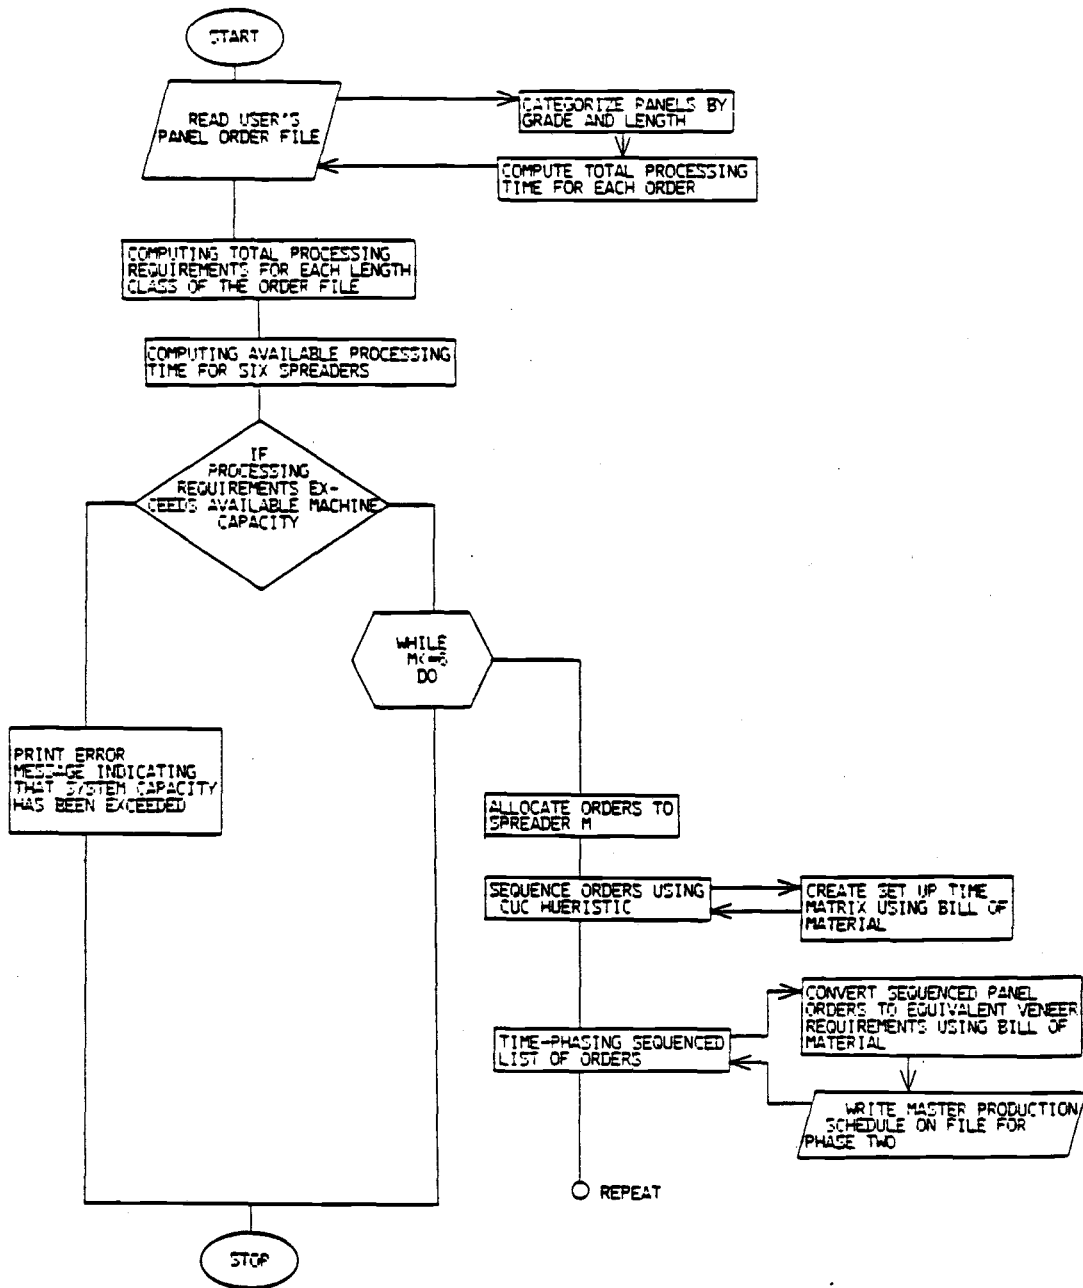 START
READ USER'S
PANEL ORDER FILE
CATEGORIZE PANELS BY
GRADE AND LENGTH
COMPUTE TOTAL PROCESSING
TIME FOR EACH ORDER
COMPUTING TOTAL PROCESSING
REQUIREMENTS FOR EACH LENGTH
CLASS OF THE ORDER FILE
COMPUTING AVAILABLE PROCESSING
TIME FOR SIX SPREADERS
IF
PROCESSING
REQUIREMENTS EX-
CEEDS AVAILABLE MACHINE
CAPACITY
WHILE
DO
PRINT ERROR
MESSAGE INDICATING
THAT SYSTEM CAPACITY
HAS BEEN EXCEEDED
ALLOCATE ORDERS TO
SPREADER M
SEQUENCE ORDERS USING
CUC HUERISTIC
CREATE SET UP TIME
MATRIX USING BILL OF
MATERIAL
CONVERT SEQUENCED PANEL
ORDERS TO EQUIVALENT VENEER
REQUIREMENTS USING BILL OF
MATERIAL
TIME-PHASING SEQUENCED
LIST OF ORDERS
WRITE MASTER PRODUCTION
SCHEDULE ON FILE FOR
PHASE TWO
REPEAT
STOP